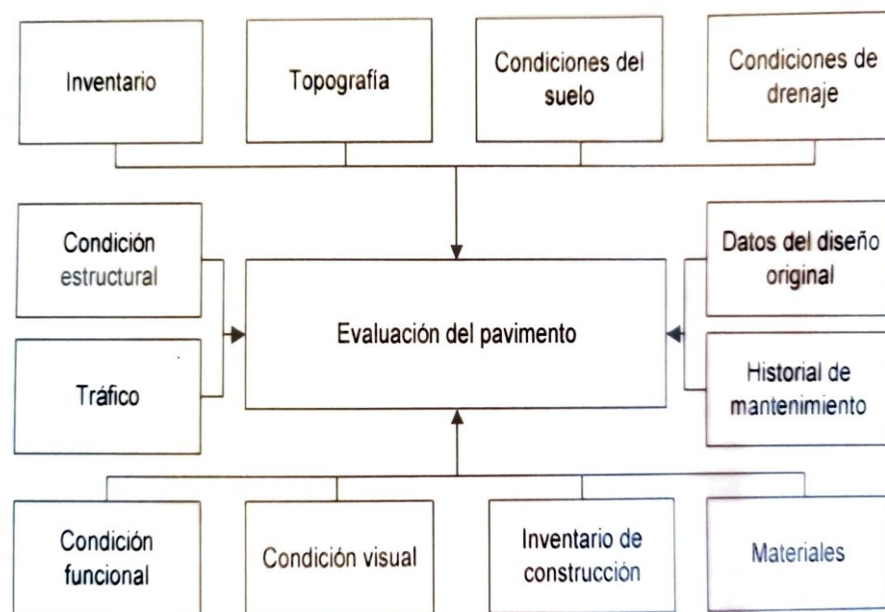 Inventario
Topografía
Condiciones del
suelo
Condiciones de
drenaje
Condición
estructural
Datos del diseño
original
Evaluación del pavimento
Tráfico
Historial de
mantenimiento
Condición
funcional
Condición visual
Inventario de
construcción
Materiales